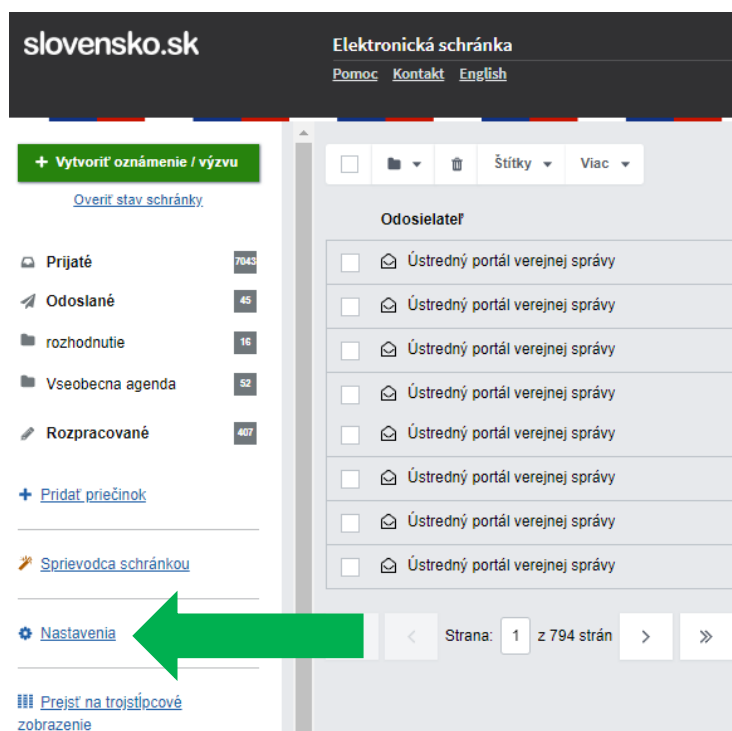 slovensko.sk
Elektronická schránka
Pomoc Kontakt English
+ Vytvoriť oznámenie / výzvu
Overiť stav schránky
Prijaté 7043
Odoslané 45
rozhodnutie 16
Vseobecna agenda 52
Rozpracované 407
+ Pridať priečinok
Sprievodca schránkou
Nastavenia
Prejsť na trojstĺpcové
zobrazenie
Štítky Viac
Odosielateľ
Ústredný portál verejnej správy
Ústredný portál verejnej správy
Ústredný portál verejnej správy
Ústredný portál verejnej správy
Ústredný portál verejnej správy
Ústredný portál verejnej správy
Ústredný portál verejnej správy
Ústredný portál verejnej správy
Strana: 1 z 794 strán